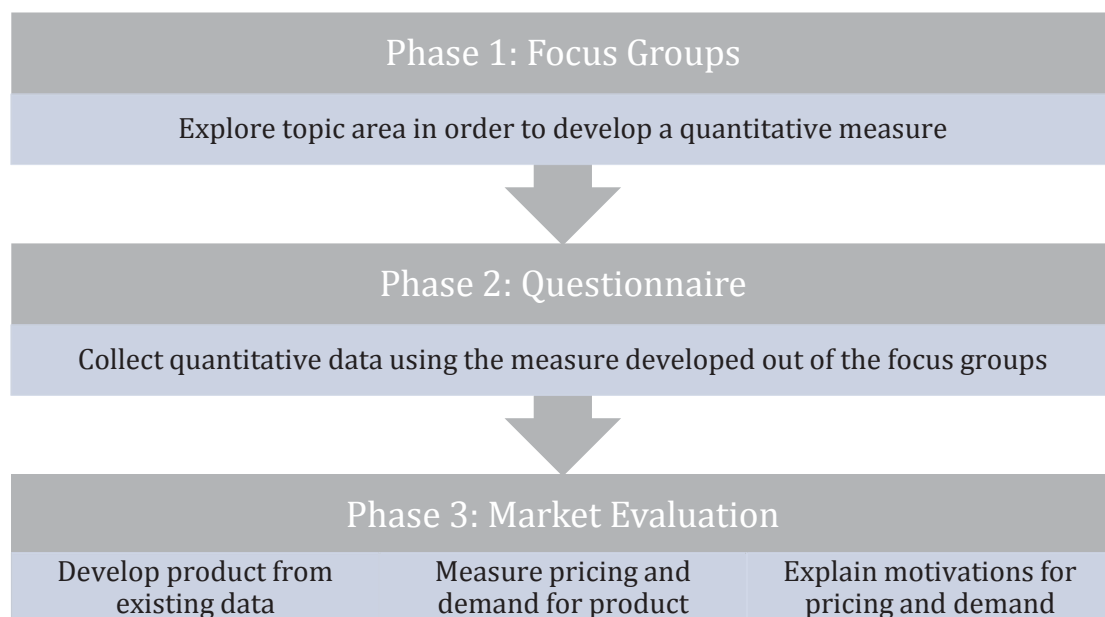 Phase 1: Focus Groups
Explore topic area in order to develop a quantitative measure
Phase 2: Questionnaire
Collect quantitative data using the measure developed out of the focus groups
Phase 3: Market Evaluation
Develop product from
existing data
Measure pricing and
demand for product
Explain motivations for
pricing and demand